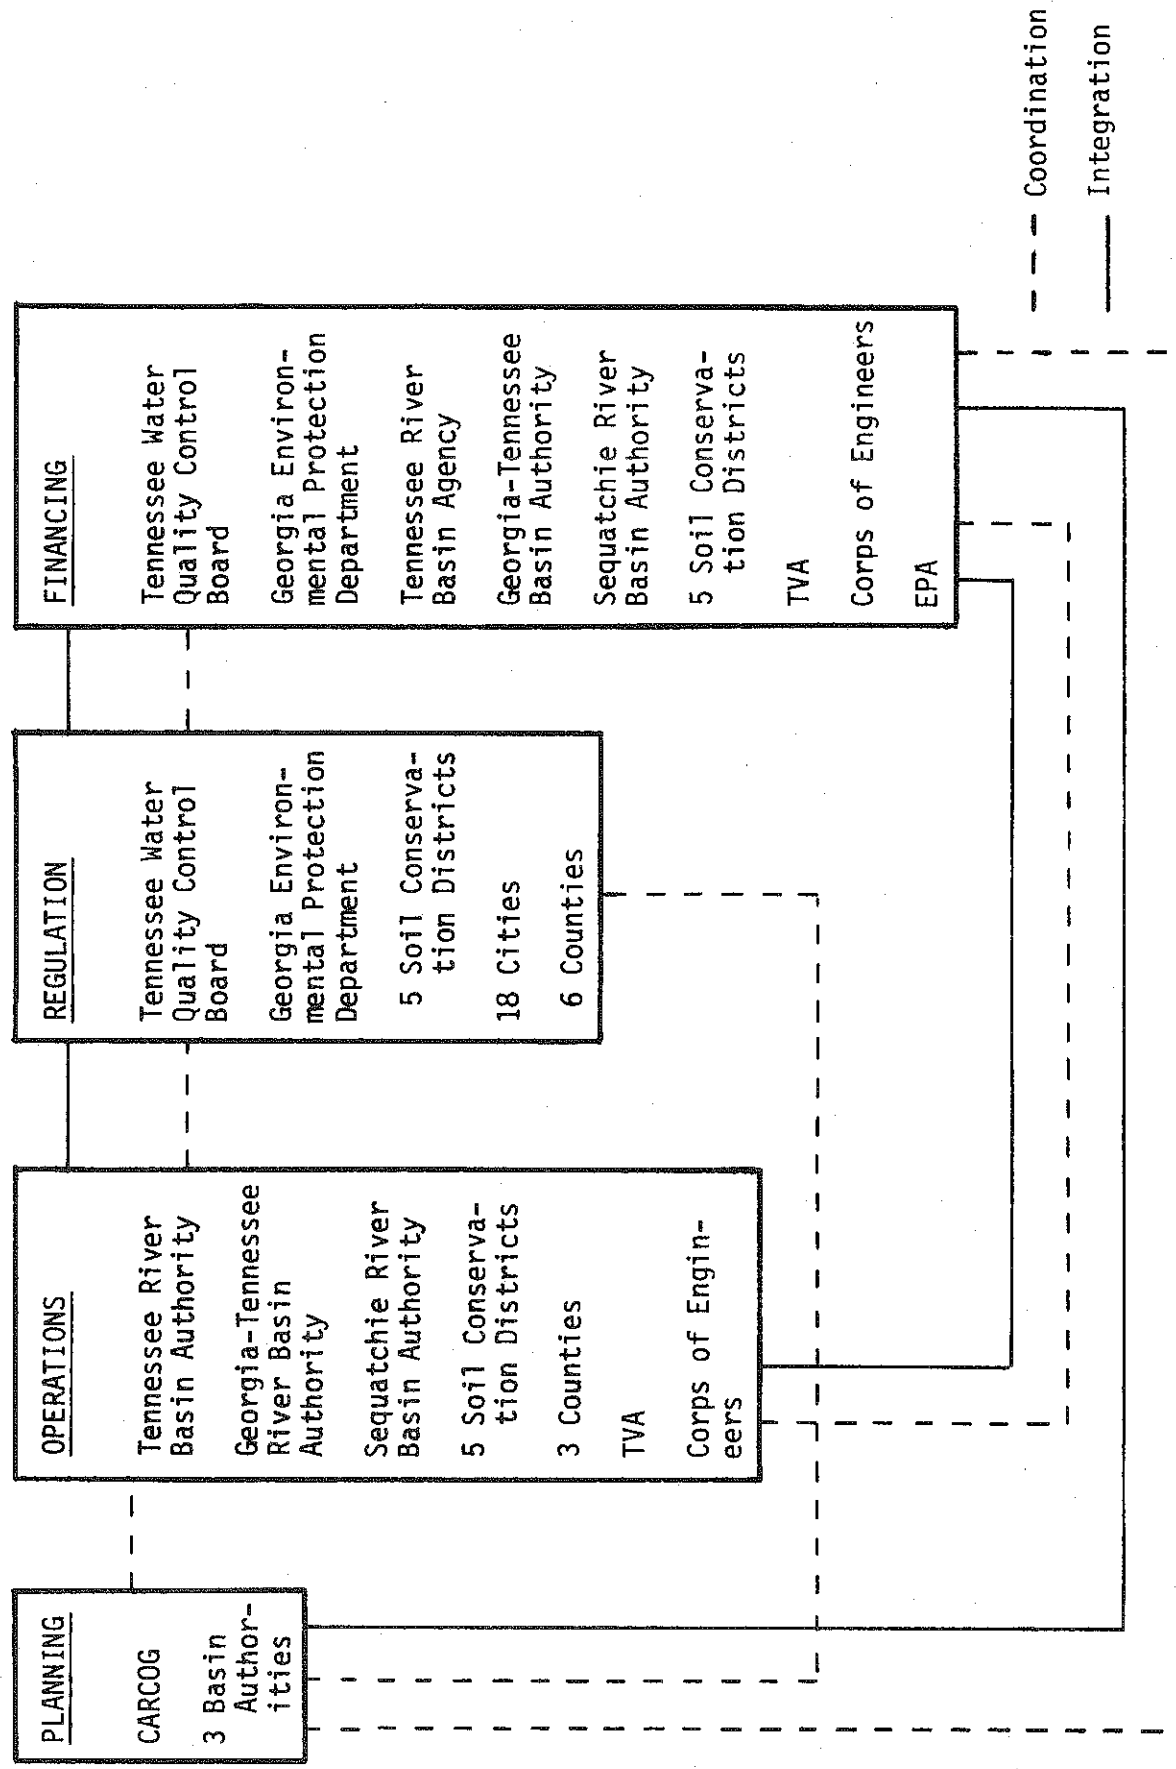 PLANNING
CARCOG
3 Basin
Author-
ities
OPERATIONS
Tennessee River
Basin Authority
Georgia-Tennessee
River Basin
Authority
Sequatchie River
Basin Authority
5 Soil Conserva-
tion Districts
3 Counties
TVA
Corps of Engin-
eers
REGULATION
Tennessee Water
Quality Control
Board
Georgia Environ-
mental Protection
Department
5 Soil Conserva-
tion Districts
18 Cities
6 Counties
FINANCING
Tennessee Water
Quality Control
Board
Georgia Environ-
mental Protection
Department
Tennessee River
Basin Agency
Georgia-Tennessee
Basin Authority
Sequatchie River
Basin Authority
5 Soil Conserva-
tion Districts
TVA
Corps of Engineers
EPA
Coordination
Integration